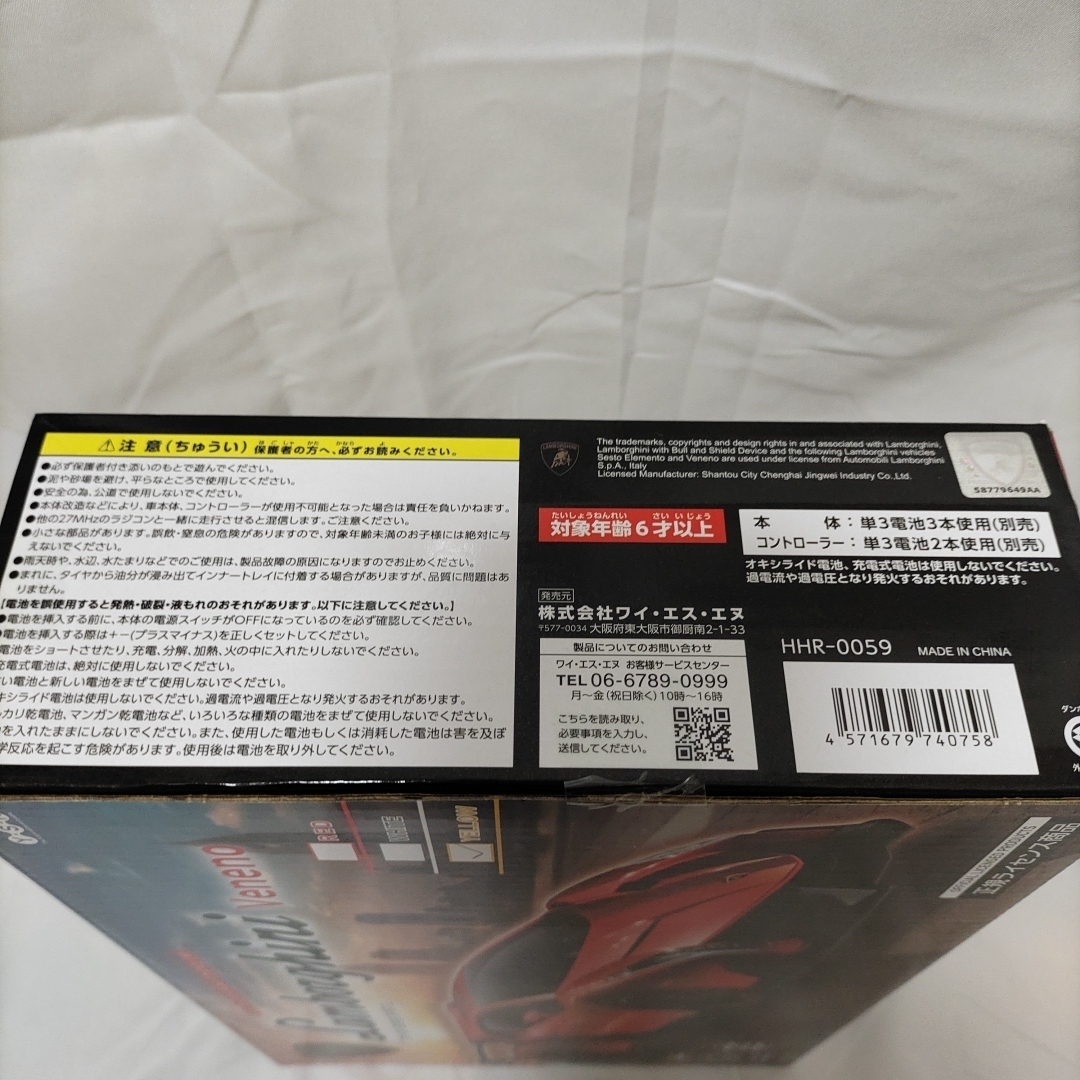 ⚠注 意(ちゅうい) 保護者の方へ、必ずお読みください。
ほ ご しゃ かた かなら よ
●必ず保護者付き添いのもとで遊んでください。
●泥や砂場を避け、平らなところで使用してください。
●安全の為、公道で使用しないでください。
●本体改造などにより、車本体、コントローラーが使用不可能となった場合は責任を負いかねます。
●他の27MHzのラジコンと一緒に走行させると混信します。ご注意ください。
●小さな部品があります。誤飲・窒息の危険がありますので、対象年齢未満のお子様には絶対に与
えないでください。
●雨天時や、水辺、水たまりなどでのご使用は、製品故障の原因になりますのでお止めください。
●まれに、タイヤから油分が浸み出てインナートレイに付着する場合がありますが、品質に問題はあ
りません。
【電池を誤使用すると発熱・破裂・液もれのおそれがあります。以下に注意してください。】
●電池を挿入する前に、本体の電源スイッチがOFFになっているのを必ず確認してください。
電池を挿入する際は+−(プラスマイナス)を正しくセットしてください。
電池をショートさせたり、充電、分解、加熱、火の中に入れたりしないでください。
充電式電池は、絶対に使用しないでください。
い電池と新しい電池をまぜて使用しないでください。
キシライド電池は使用しないでください。過電流や過電圧となり発火するおそれがあります。
カリ乾電池、マンガン乾電池など、いろいろな種類の電池をまぜて使用しないでください。
を入れたままにしないでください。また、使用した電池もしくは消耗した電池は害を及ぼ
学反応を起こす危険があります。使用後は電池を取り外してください。
LAMBORGHINI
The trademarks, copyrights and design rights in and associated with Lamborghini,
Lamborghini with Bull and Shield Device and the following Lamborghini vehicles
Sesto Elemento and Veneno are used under license from Automobili Lamborghini
S.p.A., Italy
Licensed Manufacturer: Shantou City Chenghai Jingwei Industry Co.,Ltd.
58779649AA
たいしょうねんれい さい いじょう
対象年齢6才以上
本 体：単3電池3本使用(別売)
コントローラー：単3電池2本使用(別売)
オキシライド電池、充電式電池は使用しないでください。
過電流や過電圧となり発火するおそれがあります。
発売元
株式会社ワイ・エス・エヌ
〒577-0034 大阪府東大阪市御厨南2-1-33
製品についてのお問い合わせ
ワイ・エス・エヌ お客様サービスセンター
TEL 06-6789-0999
月〜金(祝日除く)10時〜16時
こちらを読み取り、
必要事項を入力し、
送信してください。
HHR-0059 MADE IN CHINA
4 571679 740758
ダンボ
外
RED
WHITE
YELLOW
Lamborghini
Veneno
OFFICIAL LICENSED PRODUCTS
正規ライセンス商品